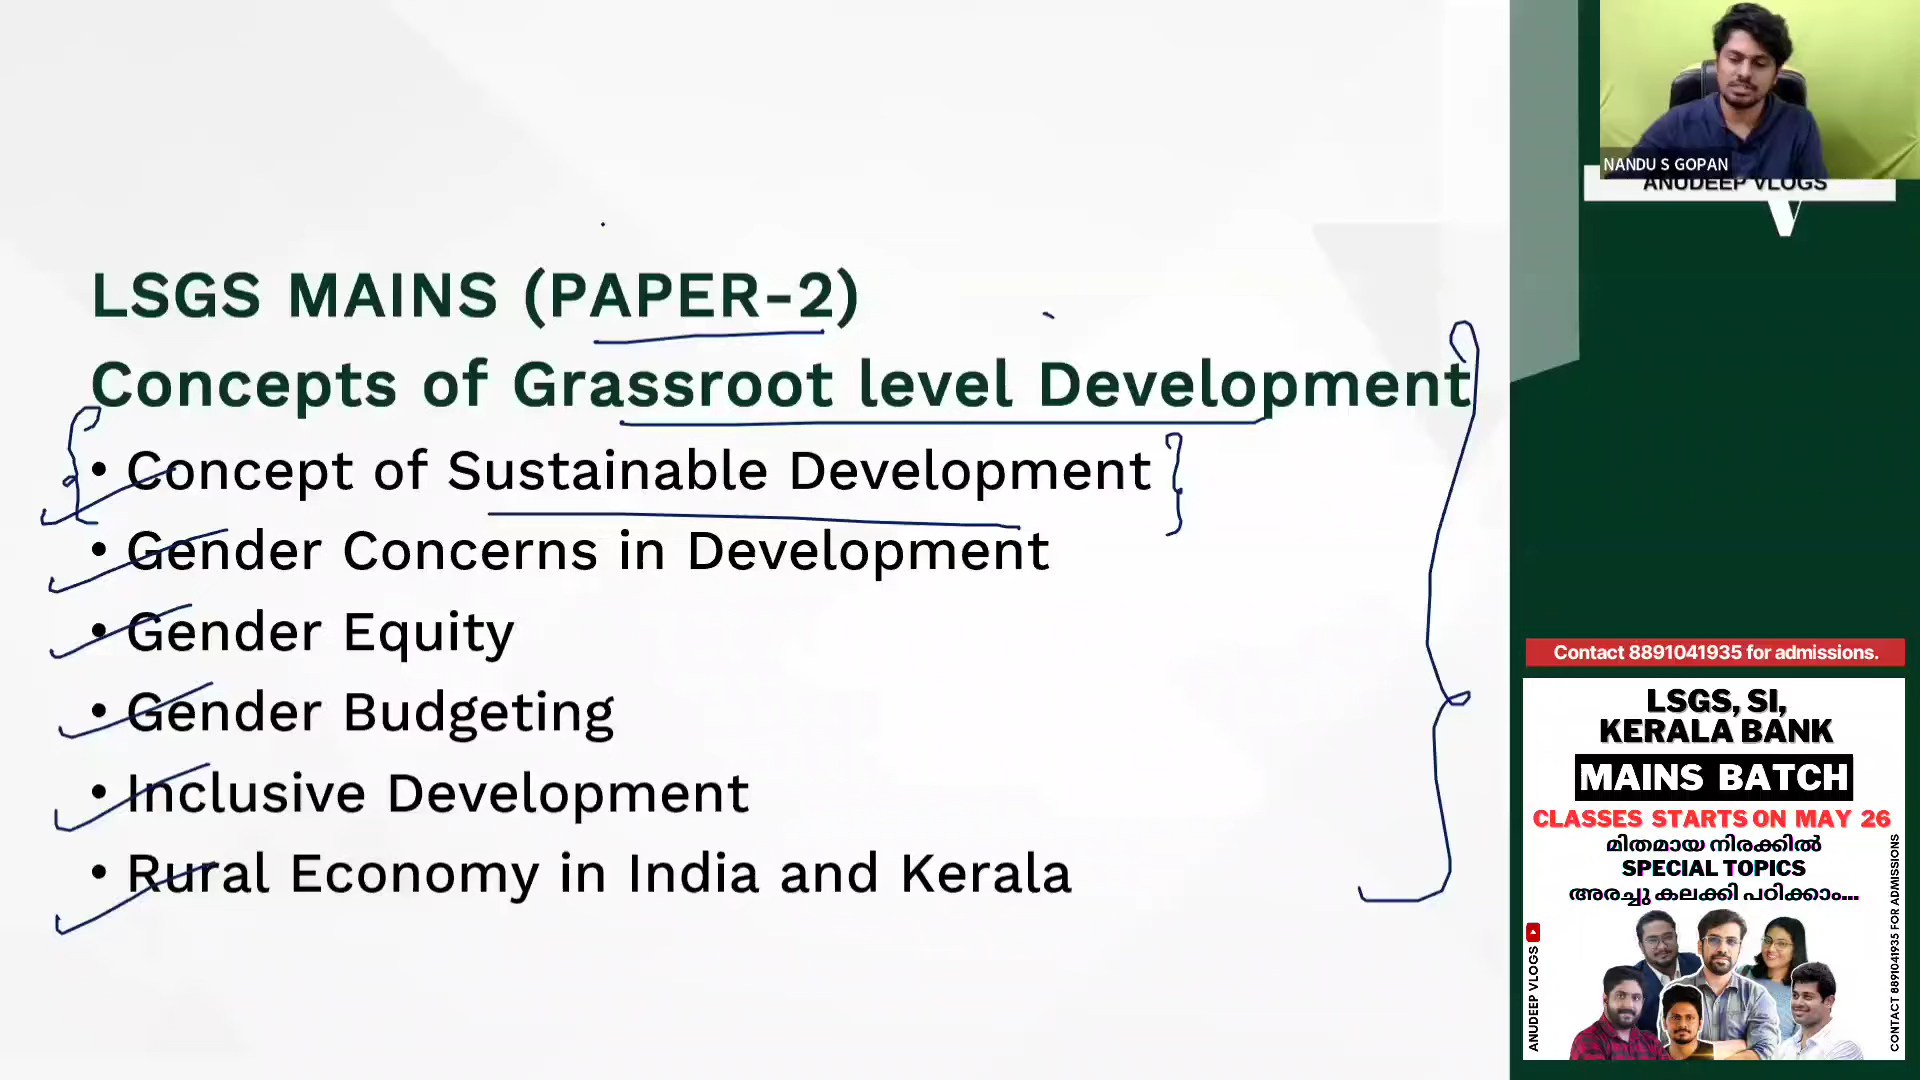 NANDU S GOPAN
ANUDEEP VLOGS
LSGS MAINS (PAPER-2)
Concepts of Grassroot level Development
• Concept of Sustainable Development
• Gender Concerns in Development
• Gender Equity
• Gender Budgeting
• Inclusive Development
• Rural Economy in India and Kerala
Contact 8891041935 for admissions.
LSGS, SI,
KERALA BANK
MAINS BATCH
CLASSES STARTS ON MAY 26
മിതമായ നിരക്കിൽ
SPECIAL TOPICS
അരച്ചു കലക്കി പഠിക്കാം...
ANUDEEP VLOGS
CONTACT 8891041935 FOR ADMISSIONS